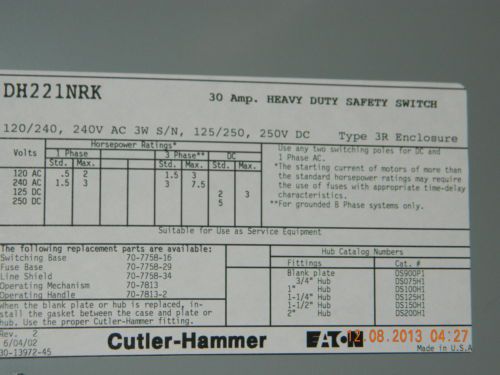 DH221NRK
30 Amp. HEAVY DUTY SAFETY SWITCH
120/240, 240V AC 3W S/N, 125/250, 250V DC Type 3R Enclosure
Volts Horsepower Ratings*
1 Phase 3 Phase** DC
Std. Max. Std. Max. Std. Max.
120 AC .5 2 1.5 3
240 AC 1.5 3 3 7.5
125 DC 2 3
250 DC 5
Use any two switching poles for DC and
1 Phase AC.
*The starting current of motors of more than
the standard horsepower ratings may require
the use of fuses with appropriate time-delay
characteristics.
**For grounded B Phase systems only.
Suitable for Use as Service Equipment
The following replacement parts are available:
Switching Base 70-7758-16
Fuse Base 70-7758-29
Line Shield 70-7758-34
Operating Mechanism 70-7813
Operating Handle 70-7813-2
When the blank plate or hub is replaced, in-
stall the gasket between the case and plate or
hub. Use the proper Cutler-Hammer fitting.
Hub Catalog Numbers
Fittings Cat. #
Blank plate DS900P1
3/4" Hub DS075H1
1" Hub DS100H1
1-1/4" Hub DS125H1
1-1/2" Hub DS150H1
2" Hub DS200H1
Rev. 2
6/04/02
30-13972-45
Cutler-Hammer
EATON
12.08.2013 04:27
Made in U.S.A